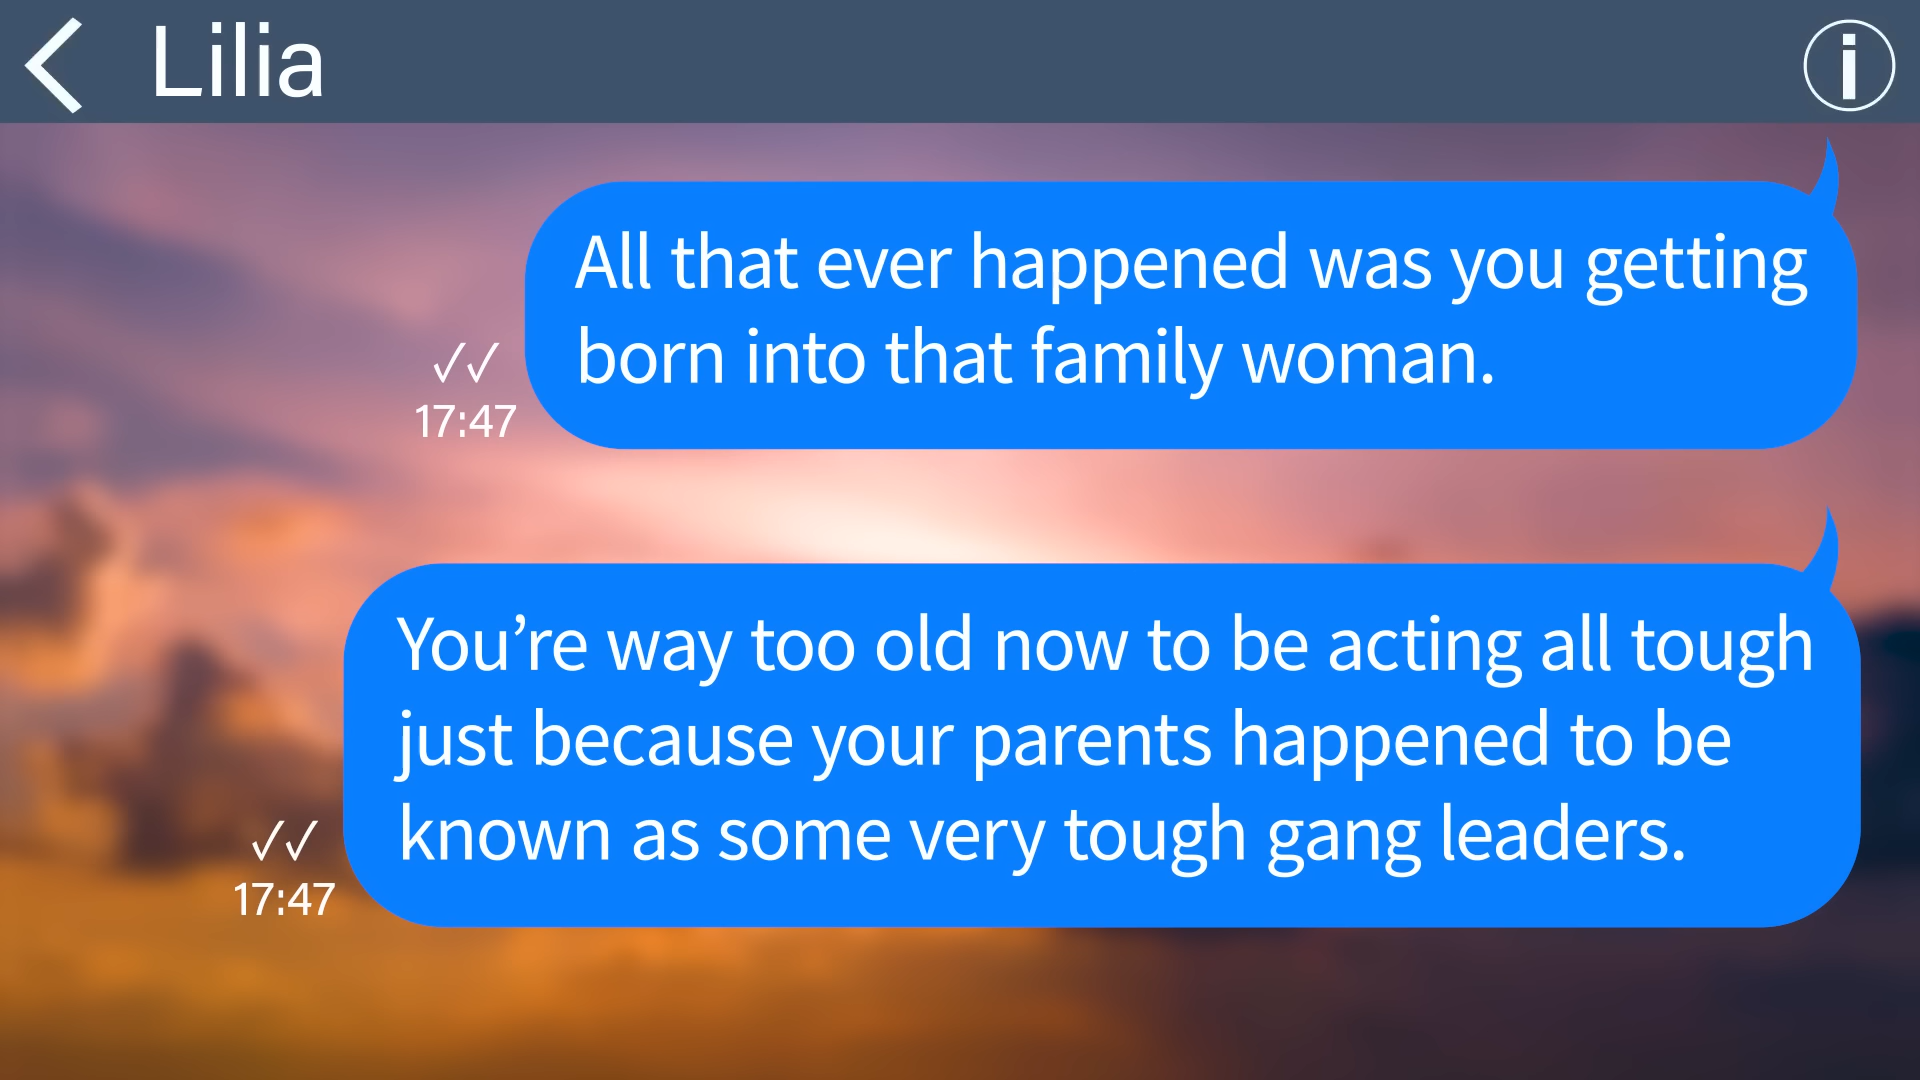 Lilia
All that ever happened was you getting
born into that family woman.
✓✓
17:47
You’re way too old now to be acting all tough
just because your parents happened to be
known as some very tough gang leaders.
✓✓
17:47